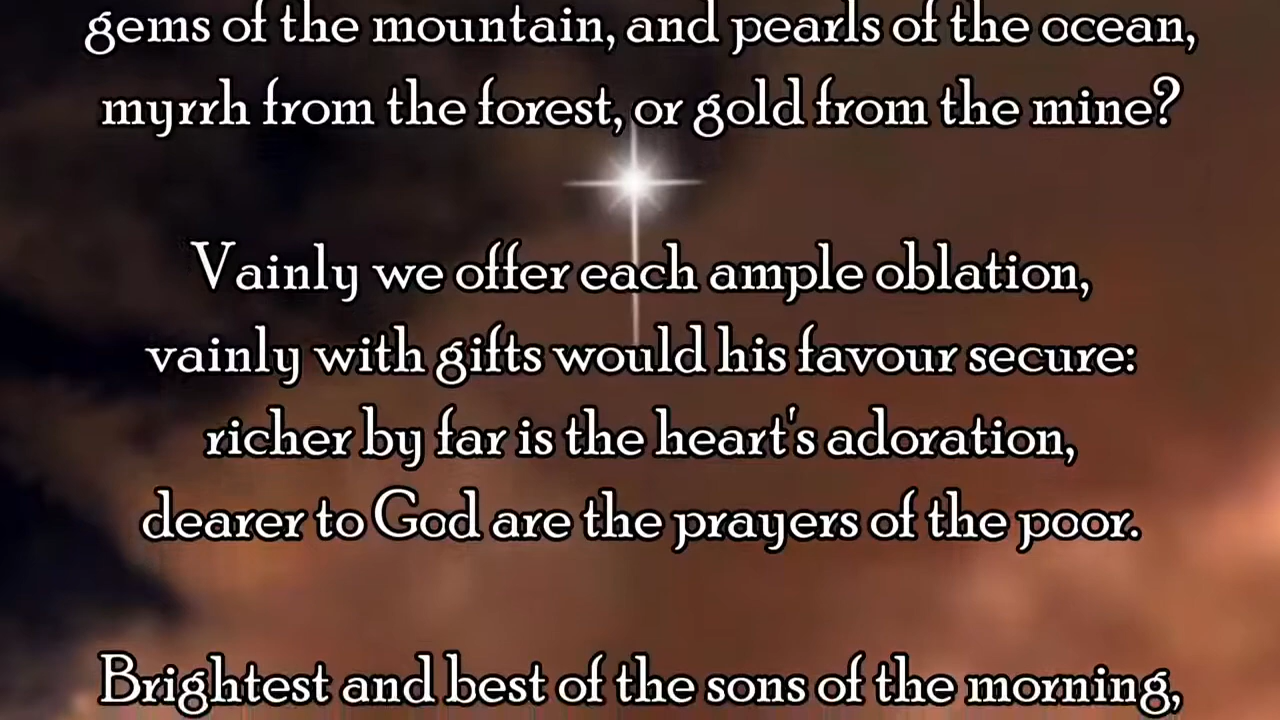 gems of the mountain, and pearls of the ocean,
myrrh from the forest, or gold from the mine?
Vainly we offer each ample oblation,
vainly with gifts would his favour secure:
richer by far is the heart's adoration,
dearer to God are the prayers of the poor.
Brightest and best of the sons of the morning,